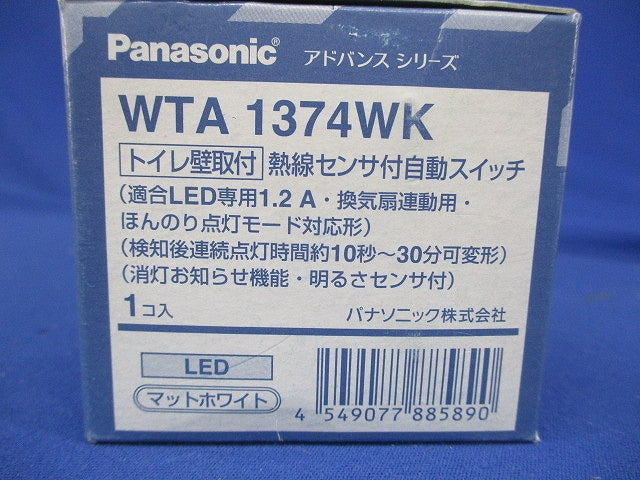 Panasonic® アドバンス シリーズ
WTA 1374WK
トイレ壁取付 熱線センサ付自動スイッチ
(適合LED専用1.2 A・換気扇連動用・
ほんのり点灯モード対応形)
(検知後連続点灯時間約10秒～30分可変形)
(消灯お知らせ機能・明るさセンサ付)
1コ入 パナソニック株式会社
LED
マットホワイト
4 549077 885890